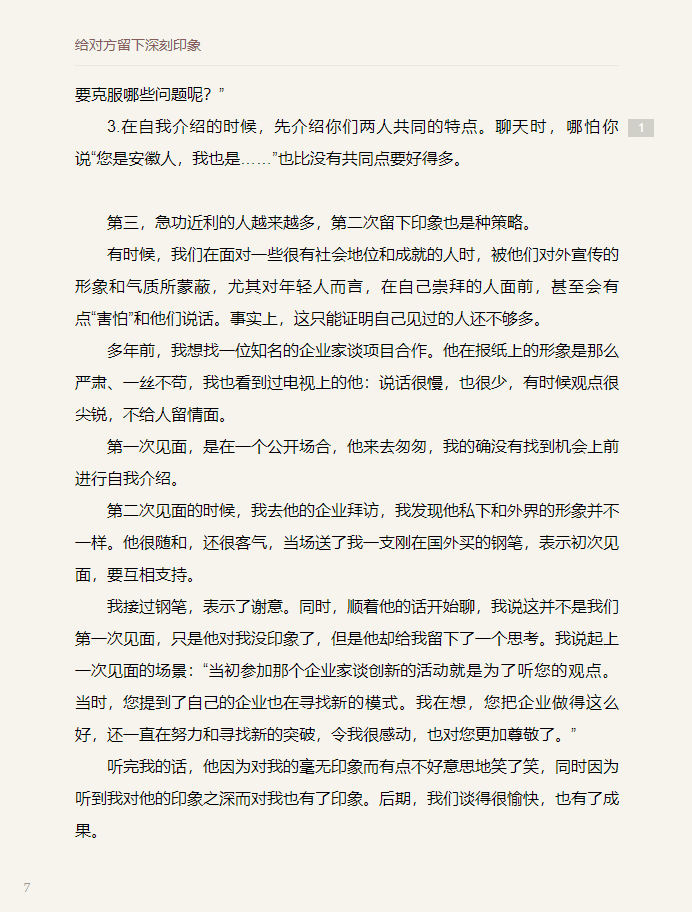 给对方留下深刻印象
要克服哪些问题呢？”
3.在自我介绍的时候，先介绍你们两人共同的特点。聊天时，哪怕你
1
说“您是安徽人，我也是……”也比没有共同点要好得多。
第三，急功近利的人越来越多，第二次留下印象也是种策略。
有时候，我们在面对一些很有社会地位和成就的人时，被他们对外宣传的
形象和气质所蒙蔽，尤其对年轻人而言，在自己崇拜的人面前，甚至会有
点“害怕”和他们说话。事实上，这只能证明自己见过的人还不够多。
多年前，我想找一位知名的企业家谈项目合作。他在报纸上的形象是那么
严肃、一丝不苟，我也看到过电视上的他：说话很慢，也很少，有时候观点很
尖锐，不给人留情面。
第一次见面，是在一个公开场合，他来去匆匆，我的确没有找到机会上前
进行自我介绍。
第二次见面的时候，我去他的企业拜访，我发现他私下和外界的形象并不
一样。他很随和，还很客气，当场送了我一支刚在国外买的钢笔，表示初次见
面，要互相支持。
我接过钢笔，表示了谢意。同时，顺着他的话开始聊，我说这并不是我们
第一次见面，只是他对我没印象了，但是他却给我留下了一个思考。我说起上
一次见面的场景：“当初参加那个企业家谈创新的活动就是为了听您的观点。
当时，您提到了自己的企业也在寻找新的模式。我在想，您把企业做得这么
好，还一直在努力和寻找新的突破，令我很感动，也对您更加尊敬了。”
听完我的话，他因为对我的毫无印象而有点不好意思地笑了笑，同时因为
听到我对他的印象之深而对我也有了印象。后期，我们谈得很愉快，也有了成
果。
7